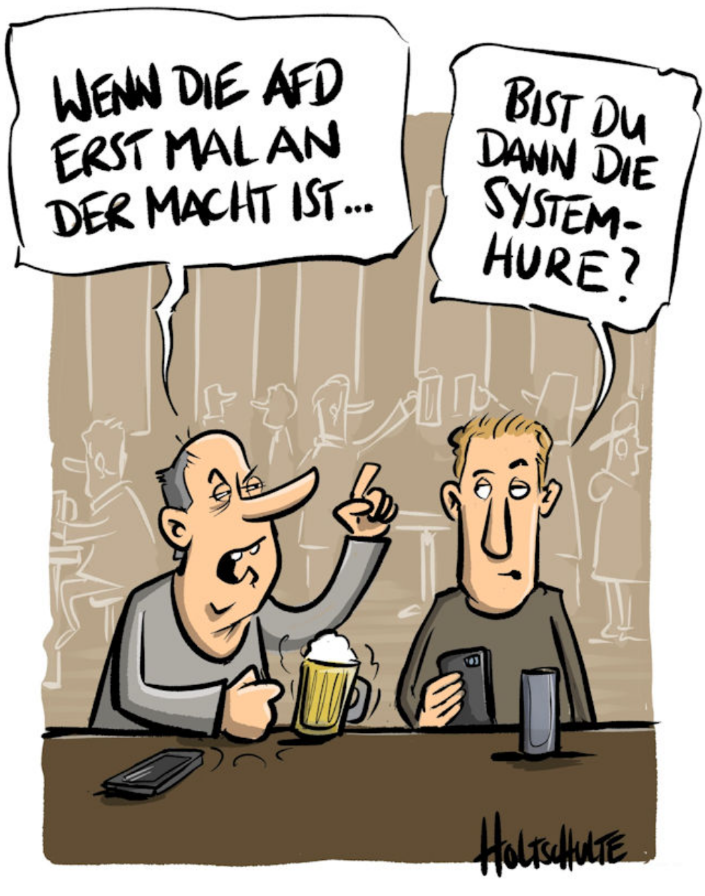 WENN DIE AFD
ERST MAL AN
DER MACHT IST...
BIST DU
DANN DIE
SYSTEM-
HURE?
HOLTSCHULTE